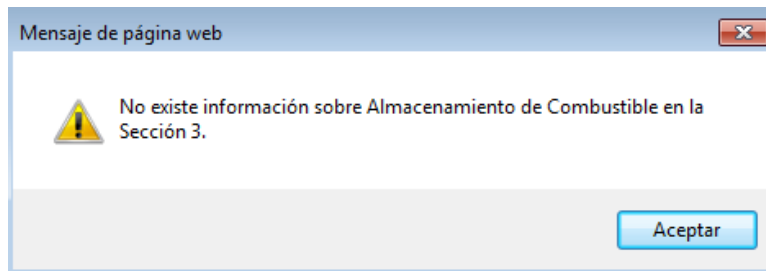 Mensaje de página web
No existe información sobre Almacenamiento de Combustible en la
Sección 3.
Aceptar